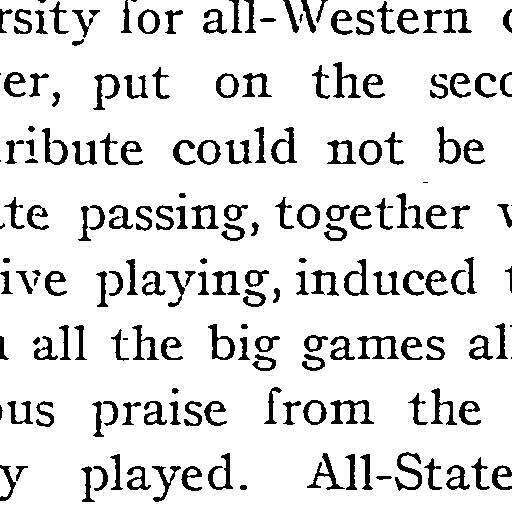 rsity for all-Western
er, put on the seco
ribute could not be
te passing, together
ive playing, induced
all the big games al
ous praise from the
y played. All-State